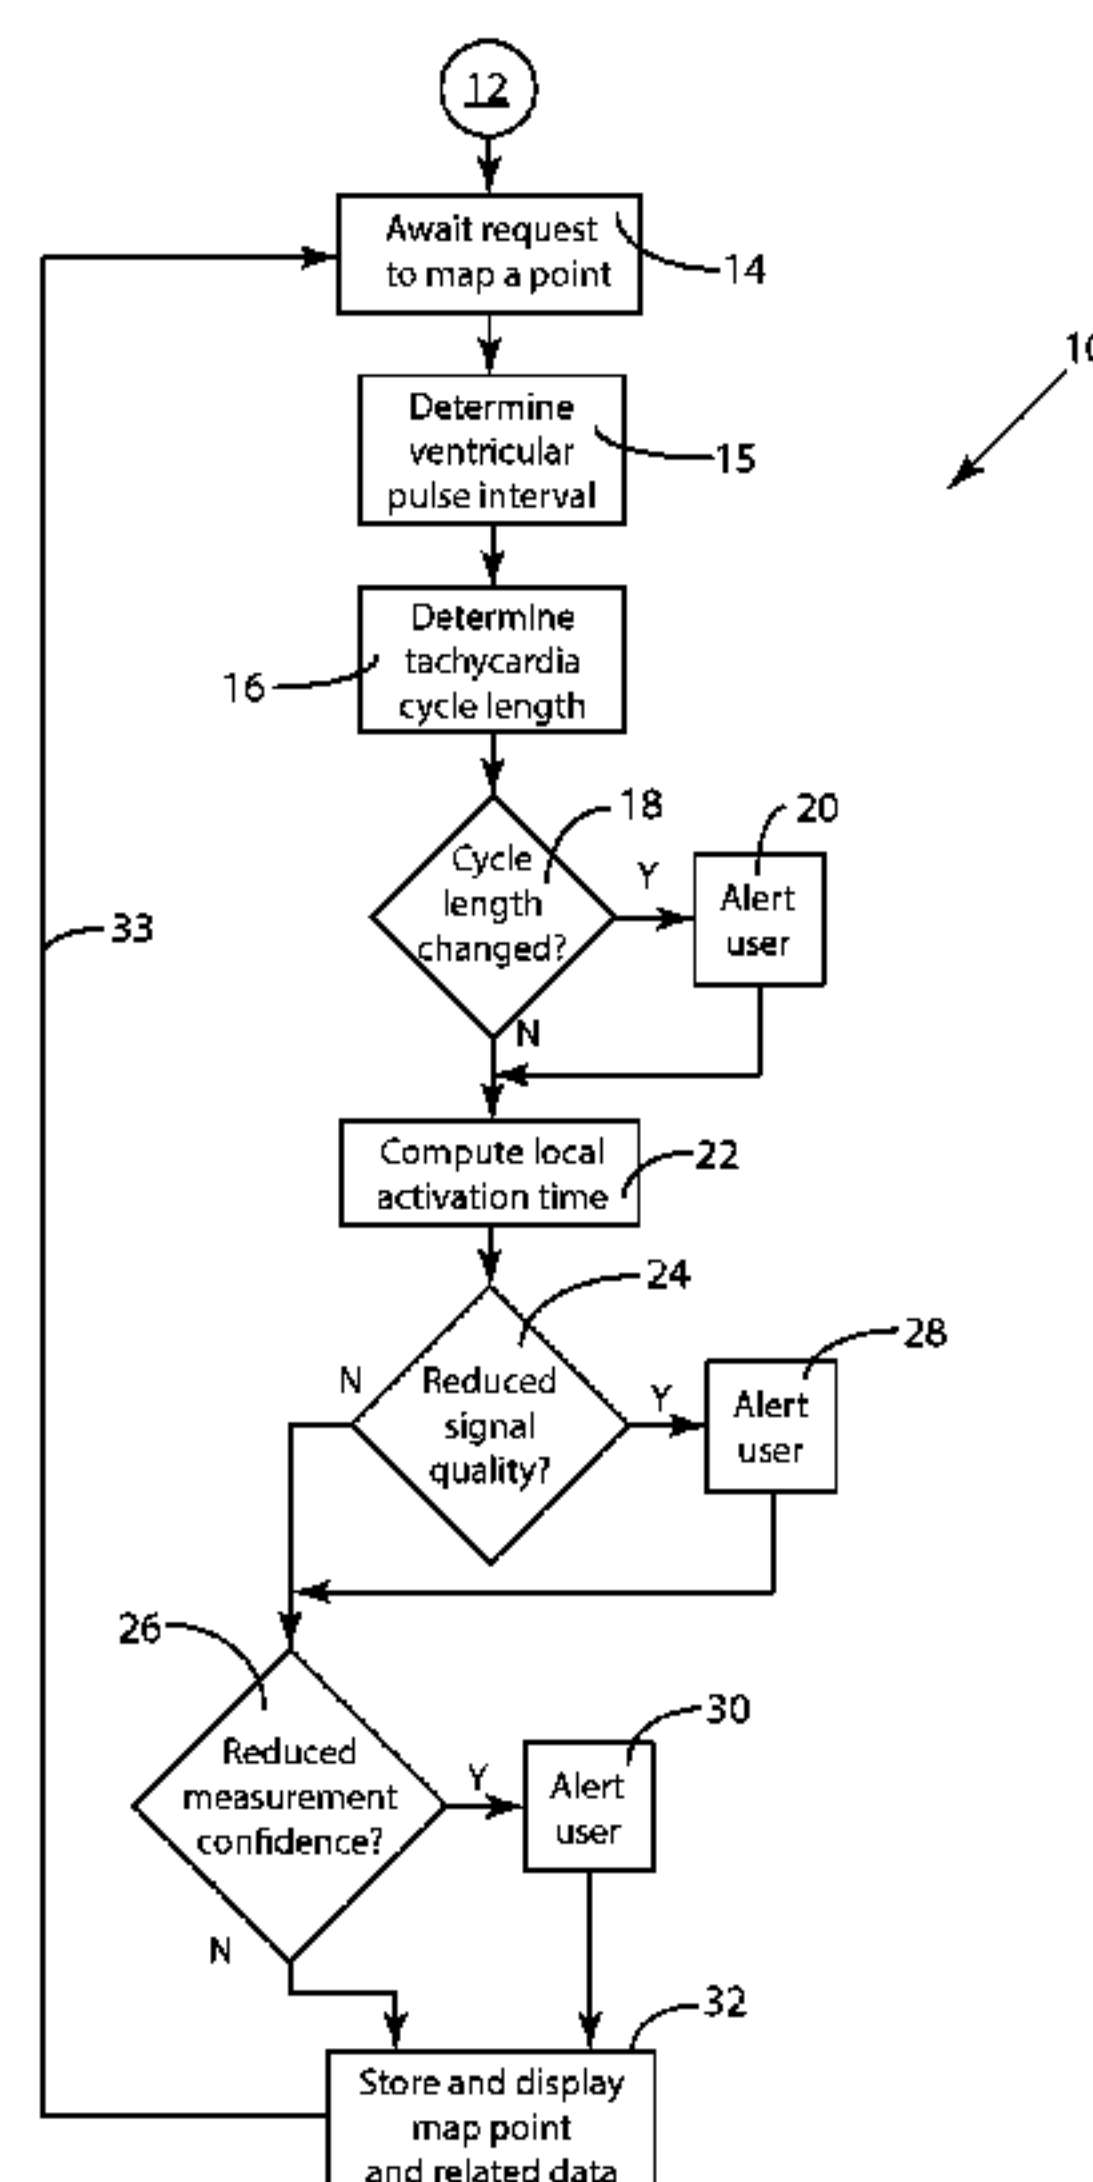 12
Await request
to map a point
14
10
Determine
ventricular
pulse interval
15
Determine
tachycardia
cycle length
16
18
20
Cycle
length
changed?
Y
Alert
user
33
N
Compute local
activation time
22
24
28
N
Reduced
signal
quality?
Y
Alert
user
26
30
Reduced
measurement
confidence?
Y
Alert
user
N
32
Store and display
map point
and related data